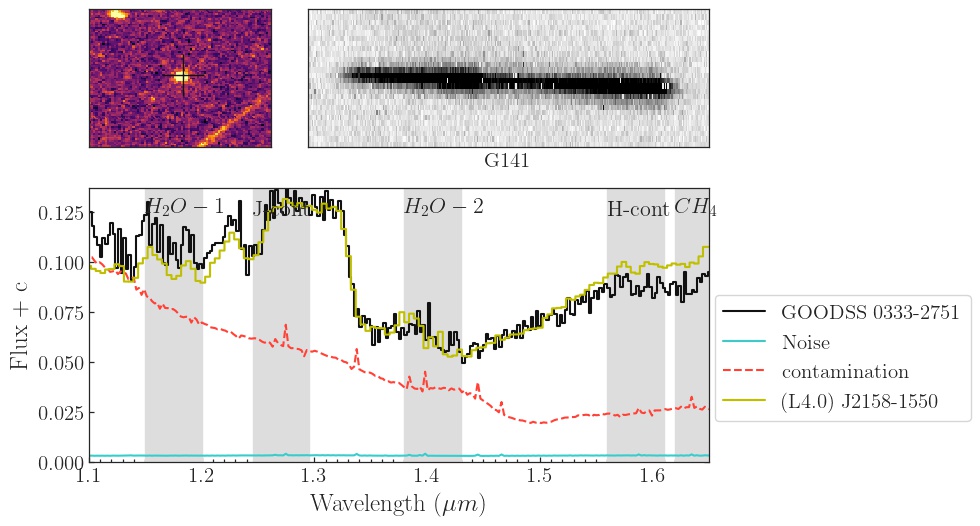 G141
H₂O − 1
J-cont
H₂O − 2
H-cont
CH₄
0.125
0.100
0.075
0.050
0.025
0.000
Flux + c
1.1
1.2
1.3
1.4
1.5
1.6
Wavelength (μm)
GOODSS 0333-2751
Noise
contamination
(L4.0) J2158-1550